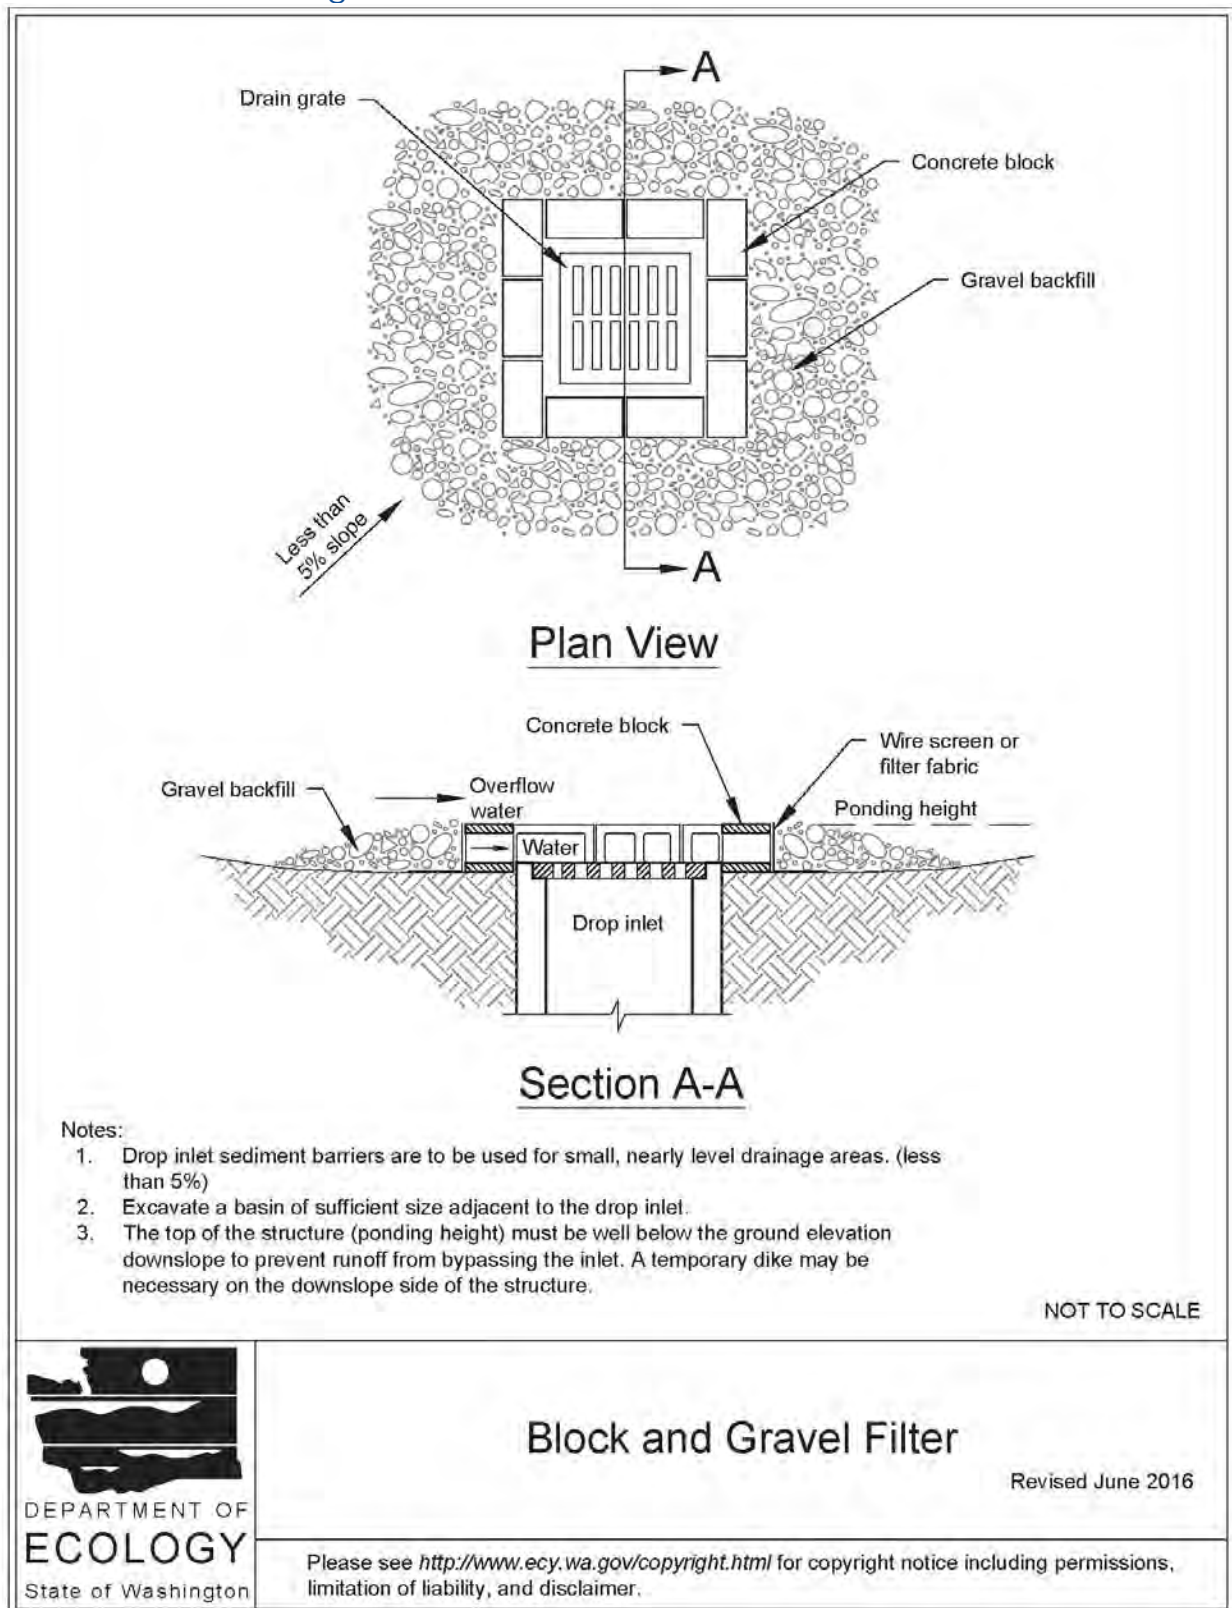 A
Drain grate
Concrete block
Gravel backfill
Less than
5% slope
A
Plan View
Concrete block
Wire screen or
filter fabric
Gravel backfill
Overflow
water
Ponding height
Water
Drop inlet
Section A-A
Notes:
1. Drop inlet sediment barriers are to be used for small, nearly level drainage areas. (less
than 5%)
2. Excavate a basin of sufficient size adjacent to the drop inlet.
3. The top of the structure (ponding height) must be well below the ground elevation
downslope to prevent runoff from bypassing the inlet. A temporary dike may be
necessary on the downslope side of the structure.
NOT TO SCALE
Block and Gravel Filter
Revised June 2016
DEPARTMENT OF
ECOLOGY
State of Washington
Please see http://www.ecy.wa.gov/copyright.html for copyright notice including permissions,
limitation of liability, and disclaimer.